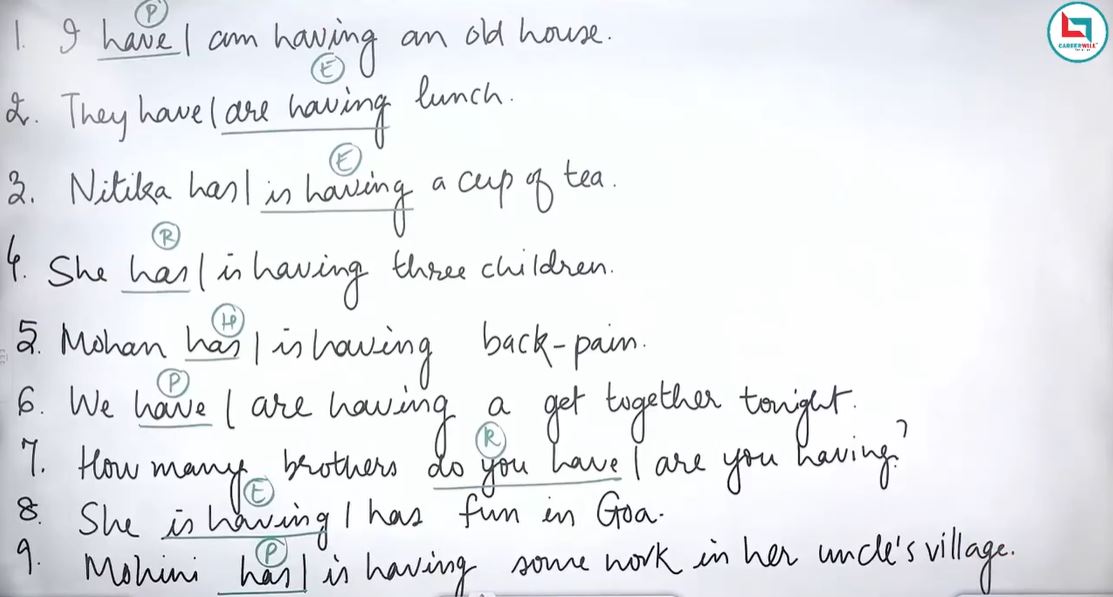 P
1. I have | am having an old house.
CAREERWILL
E
2. They have | are having lunch.
E
3. Nitika has | is having a cup of tea.
R
4. She has | is having three children.
H
5. Mohan has | is having back-pain.
P
6. We have | are having a get together tonight.
R
7. How many brothers do you have | are you having?
E
8. She is having | has fun in Goa.
P
9. Mohini has | is having some work in her uncle's village.